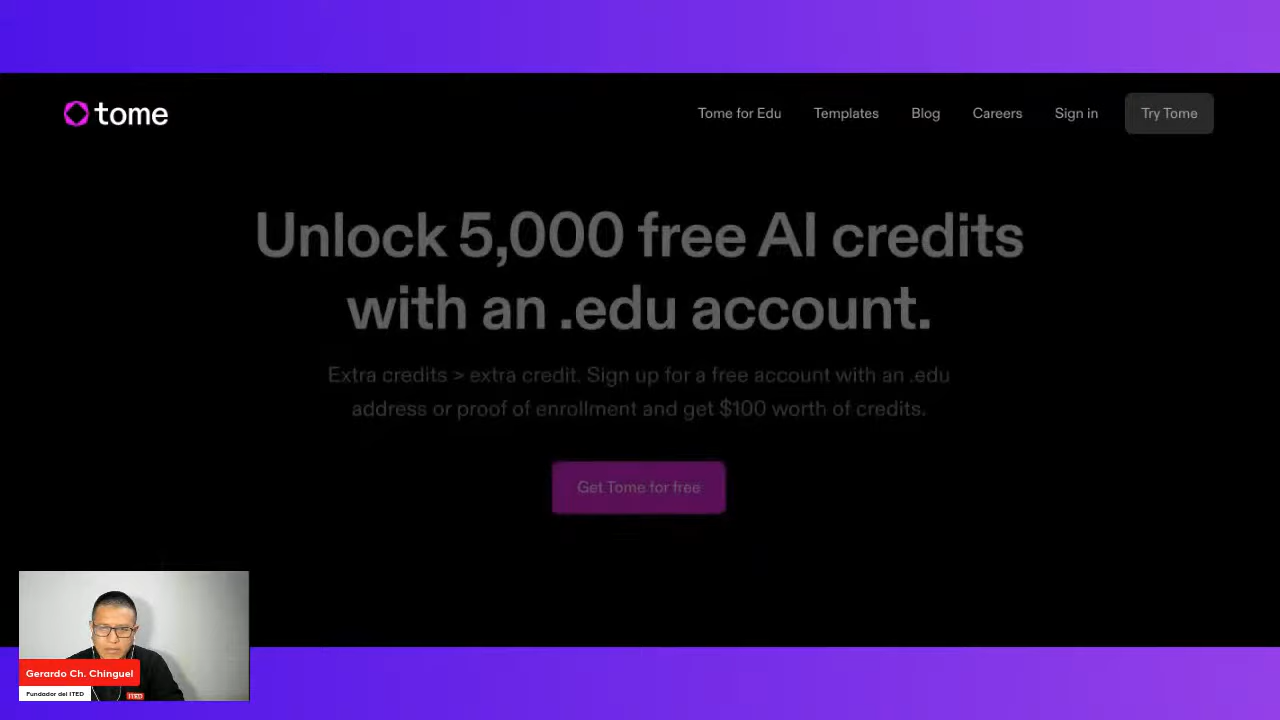 tome
Tome for Edu
Templates
Blog
Careers
Sign in
Try Tome
Unlock 5,000 free AI credits
with an .edu account.
Extra credits > extra credit. Sign up for a free account with an .edu
address or proof of enrollment and get $100 worth of credits.
Get Tome for free
Gerardo Ch. Chinguel
Fundador del ITED
ITED